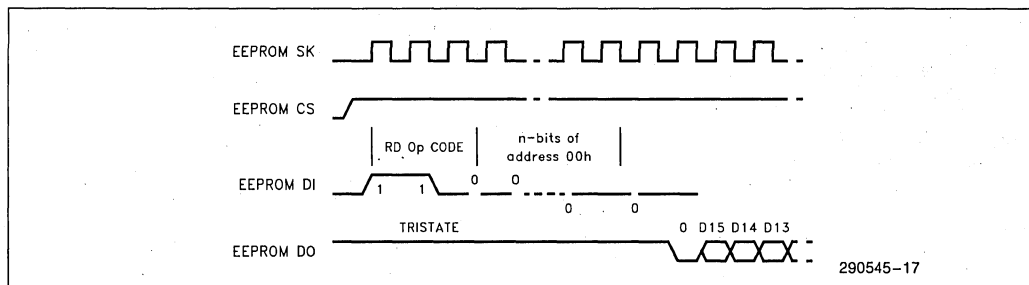 EEPROM SK
EEPROM CS
RD Op CODE
n-bits of
address 00h
EEPROM DI
1 1 0 0
0 0
TRISTATE
0 D15 D14 D13
EEPROM DO
290545-17